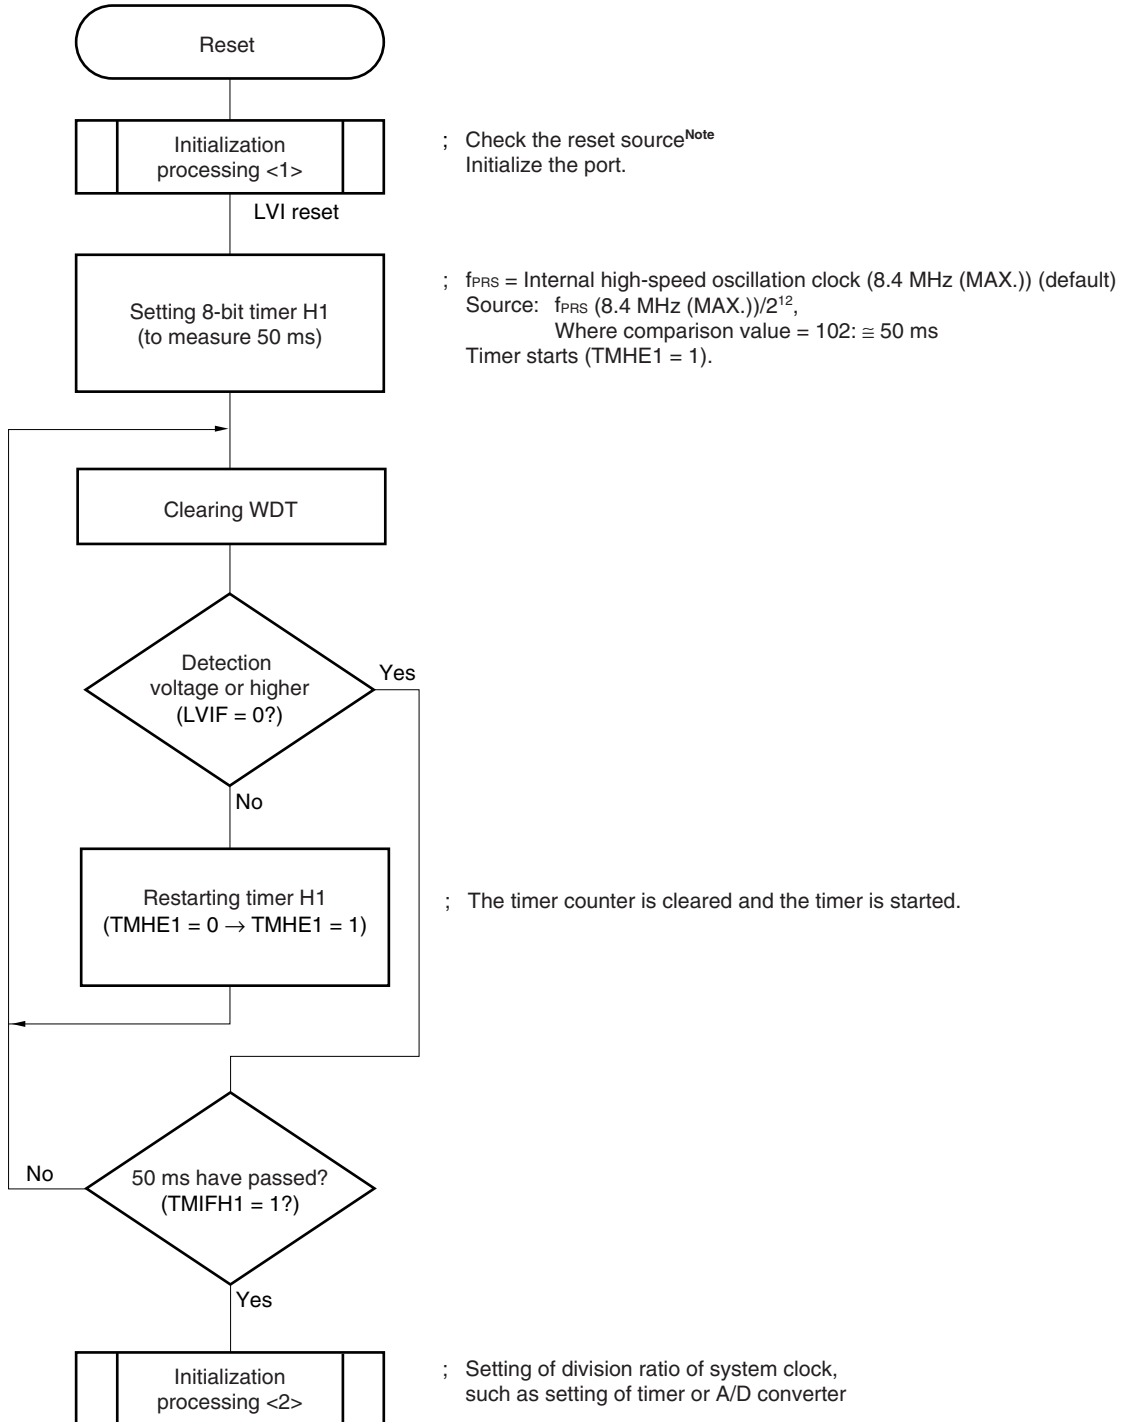 Reset
Initialization
processing <1>
; Check the reset sourceNote
Initialize the port.
LVI reset
Setting 8-bit timer H1
(to measure 50 ms)
; fPRS = Internal high-speed oscillation clock (8.4 MHz (MAX.)) (default)
Source: fPRS (8.4 MHz (MAX.))/2¹²,
Where comparison value = 102: ≅ 50 ms
Timer starts (TMHE1 = 1).
Clearing WDT
Detection
voltage or higher
(LVIF = 0?)
Yes
No
Restarting timer H1
(TMHE1 = 0 → TMHE1 = 1)
; The timer counter is cleared and the timer is started.
50 ms have passed?
(TMIFH1 = 1?)
No
Yes
Initialization
processing <2>
; Setting of division ratio of system clock,
such as setting of timer or A/D converter